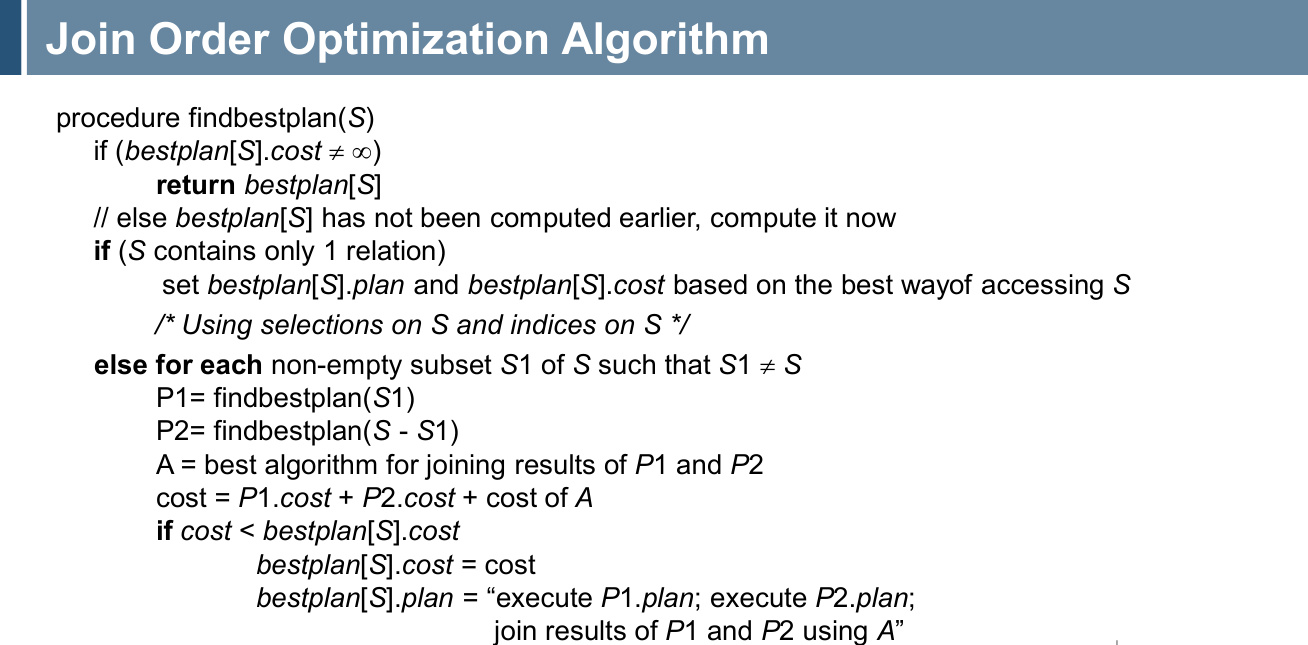 Join Order Optimization Algorithm
procedure findbestplan(S)
if (bestplan[S].cost ≠ ∞)
return bestplan[S]
// else bestplan[S] has not been computed earlier, compute it now
if (S contains only 1 relation)
set bestplan[S].plan and bestplan[S].cost based on the best wayof accessing S
/* Using selections on S and indices on S */
else for each non-empty subset S1 of S such that S1 ≠ S
P1= findbestplan(S1)
P2= findbestplan(S - S1)
A = best algorithm for joining results of P1 and P2
cost = P1.cost + P2.cost + cost of A
if cost < bestplan[S].cost
bestplan[S].cost = cost
bestplan[S].plan = “execute P1.plan; execute P2.plan;
join results of P1 and P2 using A”